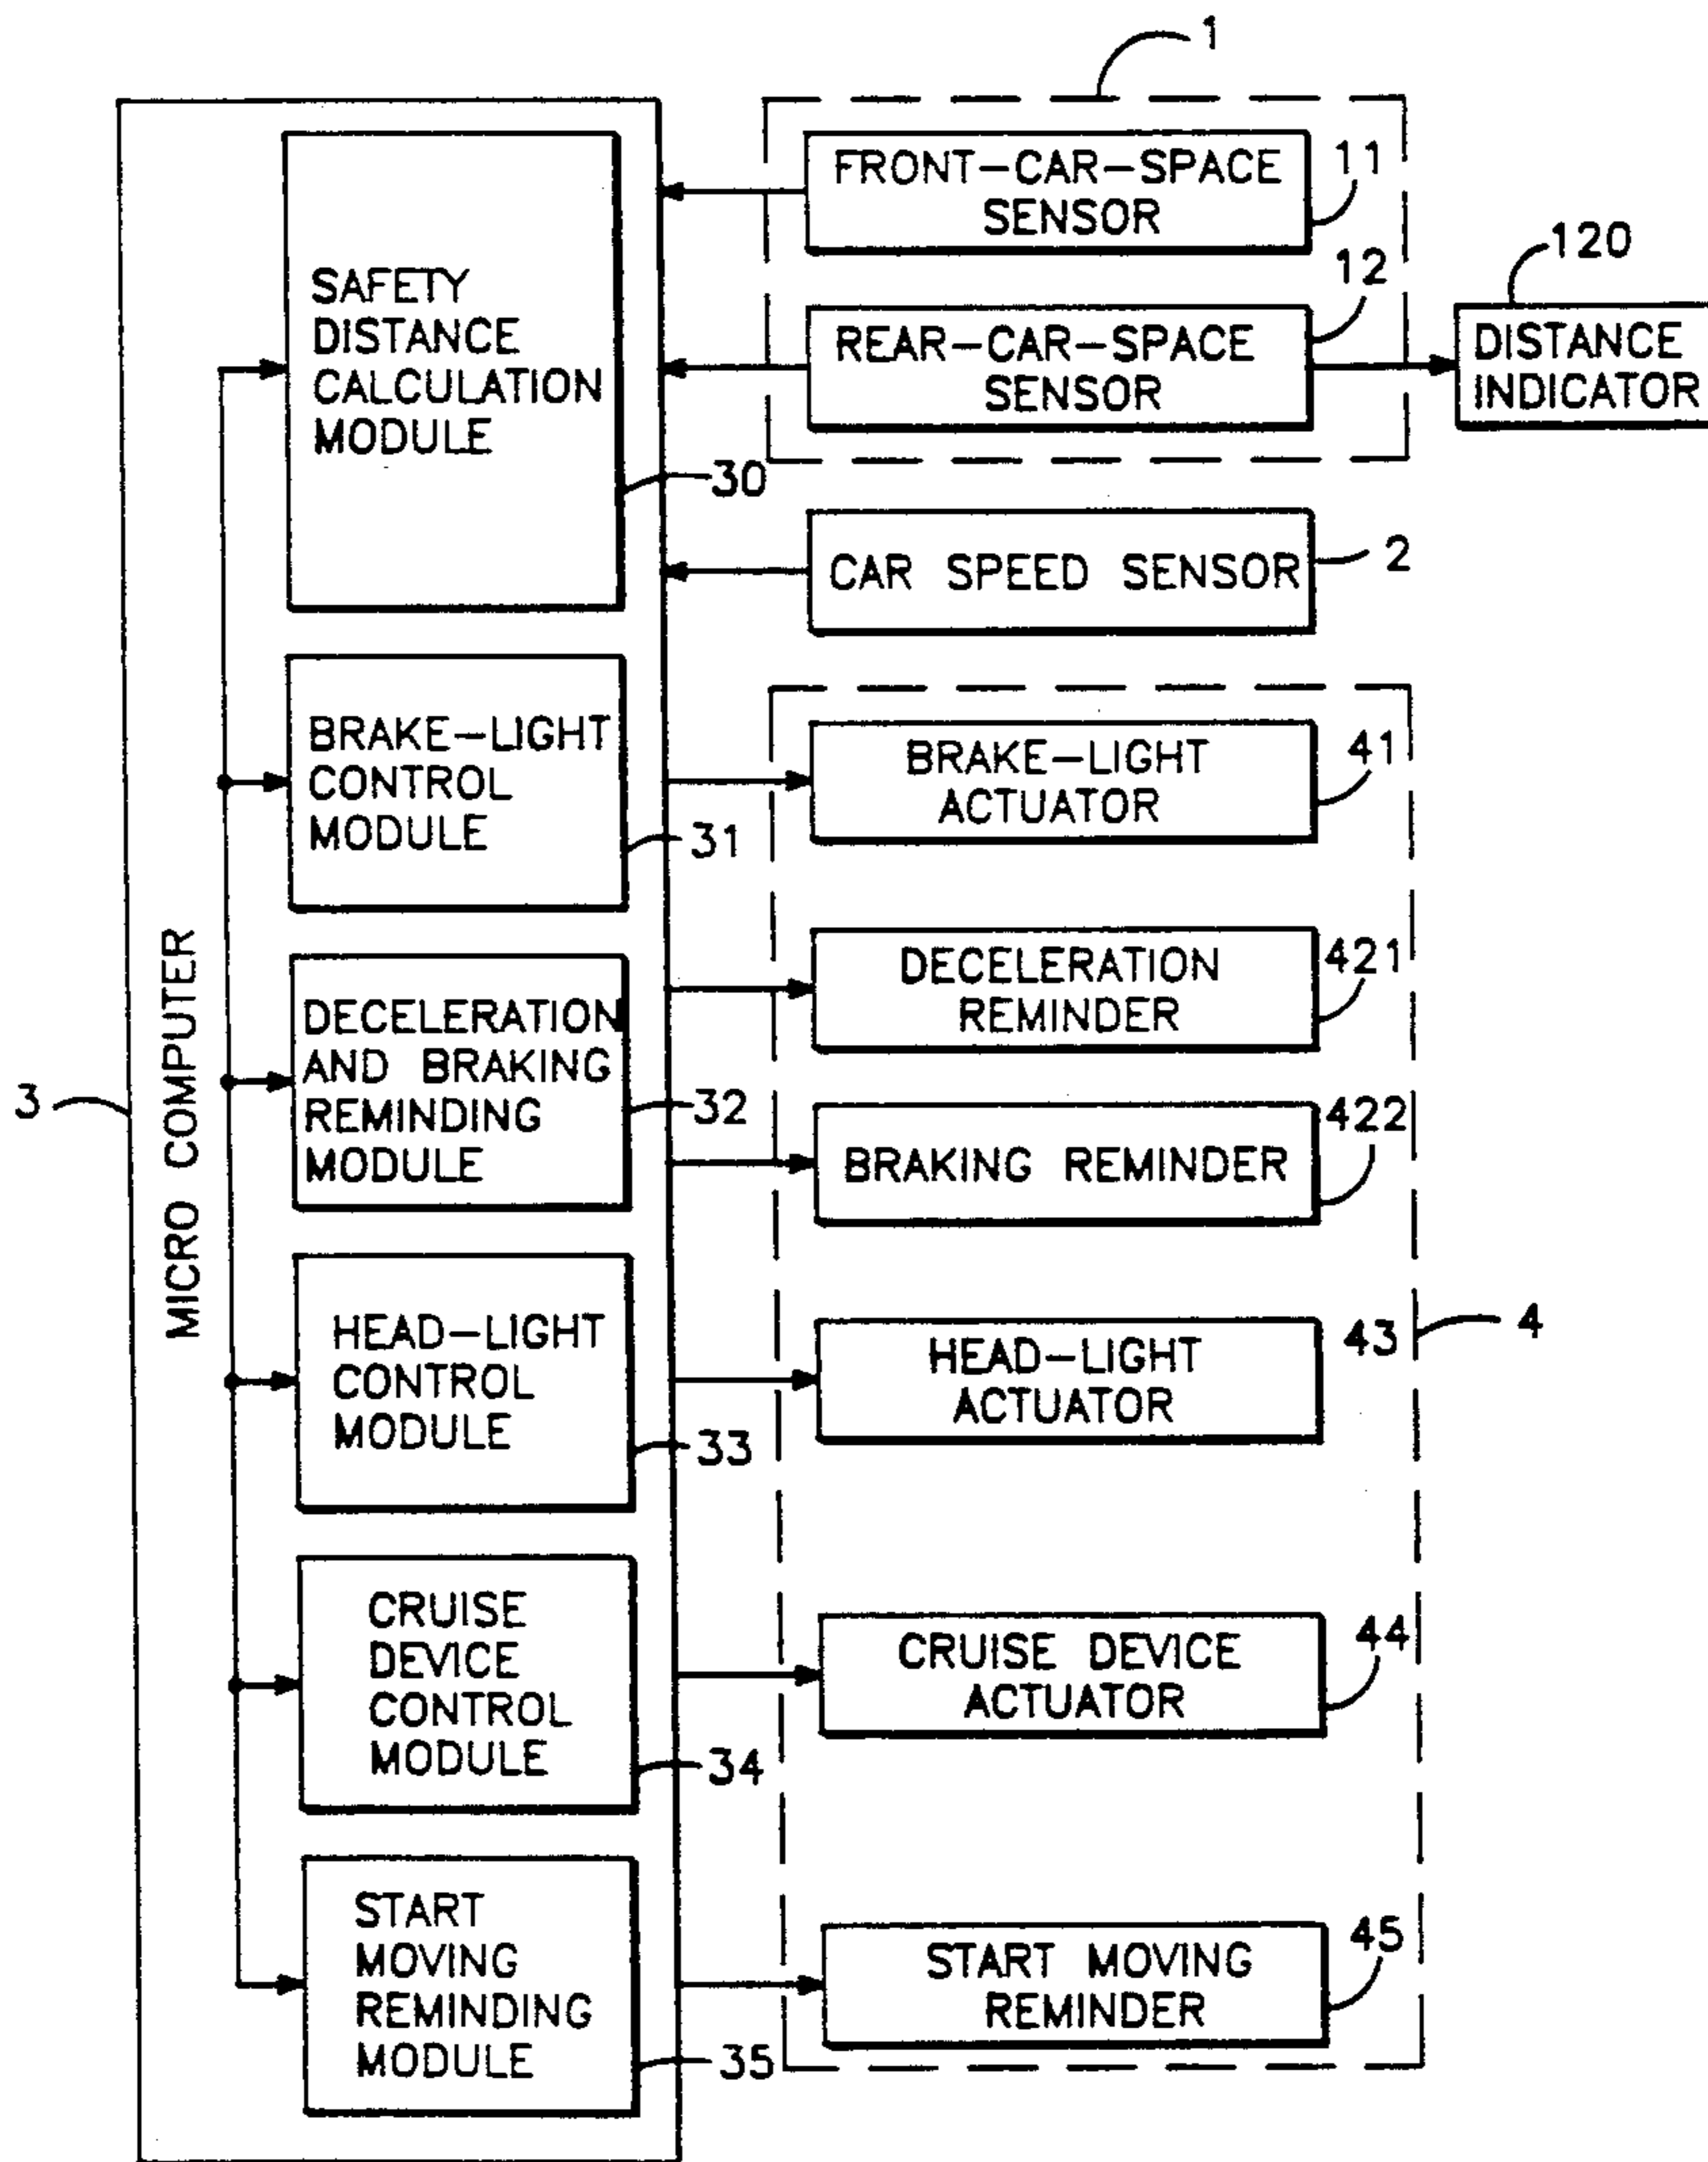 1
FRONT-CAR-SPACE
SENSOR
11
REAR-CAR-SPACE
SENSOR
12
120
DISTANCE
INDICATOR
SAFETY
DISTANCE
CALCULATION
MODULE
30
CAR SPEED SENSOR
2
BRAKE-LIGHT
CONTROL
MODULE
31
BRAKE-LIGHT
ACTUATOR
41
3
MICRO COMPUTER
DECELERATION
AND BRAKING
REMINDING
MODULE
32
DECELERATION
REMINDER
421
BRAKING REMINDER
422
HEAD-LIGHT
CONTROL
MODULE
33
HEAD-LIGHT
ACTUATOR
43
4
CRUISE
DEVICE
CONTROL
MODULE
34
CRUISE DEVICE
ACTUATOR
44
START
MOVING
REMINDING
MODULE
35
START MOVING
REMINDER
45